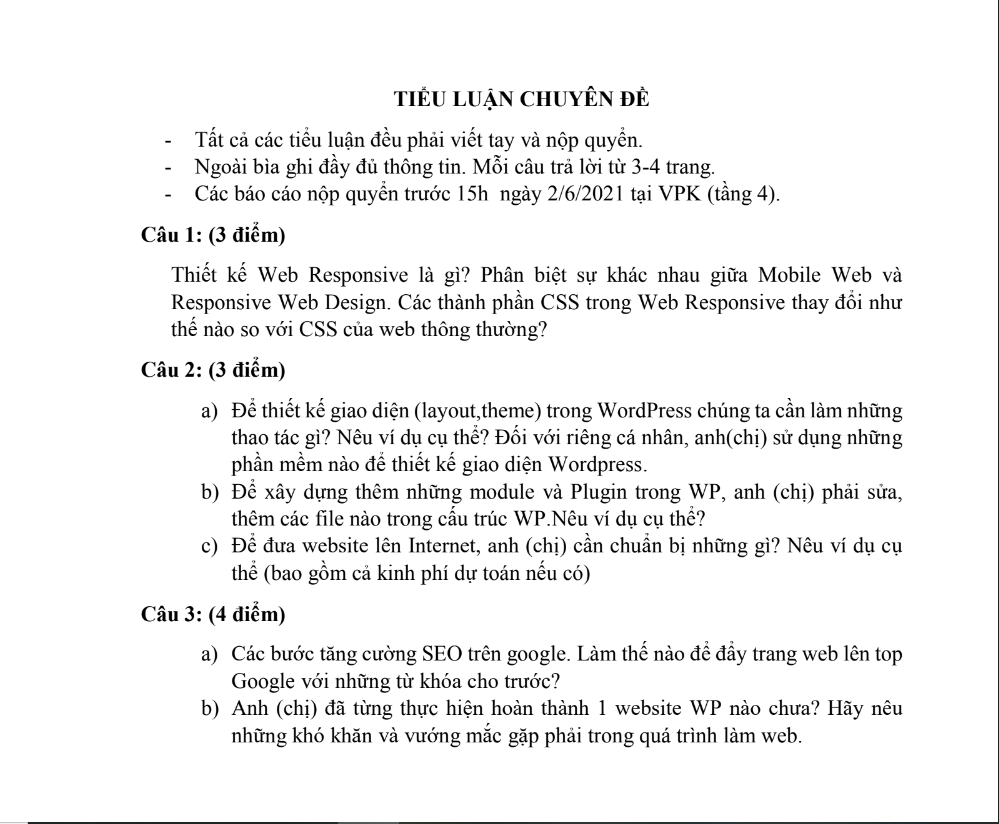 TIỂU LUẬN CHUYÊN ĐỀ
- Tất cả các tiểu luận đều phải viết tay và nộp quyển.
- Ngoài bìa ghi đầy đủ thông tin. Mỗi câu trả lời từ 3-4 trang.
- Các báo cáo nộp quyển trước 15h ngày 2/6/2021 tại VPK (tầng 4).
Câu 1: (3 điểm)
Thiết kế Web Responsive là gì? Phân biệt sự khác nhau giữa Mobile Web và
Responsive Web Design. Các thành phần CSS trong Web Responsive thay đổi như
thế nào so với CSS của web thông thường?
Câu 2: (3 điểm)
a) Để thiết kế giao diện (layout,theme) trong WordPress chúng ta cần làm những
thao tác gì? Nêu ví dụ cụ thể? Đối với riêng cá nhân, anh(chị) sử dụng những
phần mềm nào để thiết kế giao diện Wordpress.
b) Để xây dựng thêm những module và Plugin trong WP, anh (chị) phải sửa,
thêm các file nào trong cấu trúc WP.Nêu ví dụ cụ thể?
c) Để đưa website lên Internet, anh (chị) cần chuẩn bị những gì? Nêu ví dụ cụ
thể (bao gồm cả kinh phí dự toán nếu có)
Câu 3: (4 điểm)
a) Các bước tăng cường SEO trên google. Làm thế nào để đẩy trang web lên top
Google với những từ khóa cho trước?
b) Anh (chị) đã từng thực hiện hoàn thành 1 website WP nào chưa? Hãy nêu
những khó khăn và vướng mắc gặp phải trong quá trình làm web.